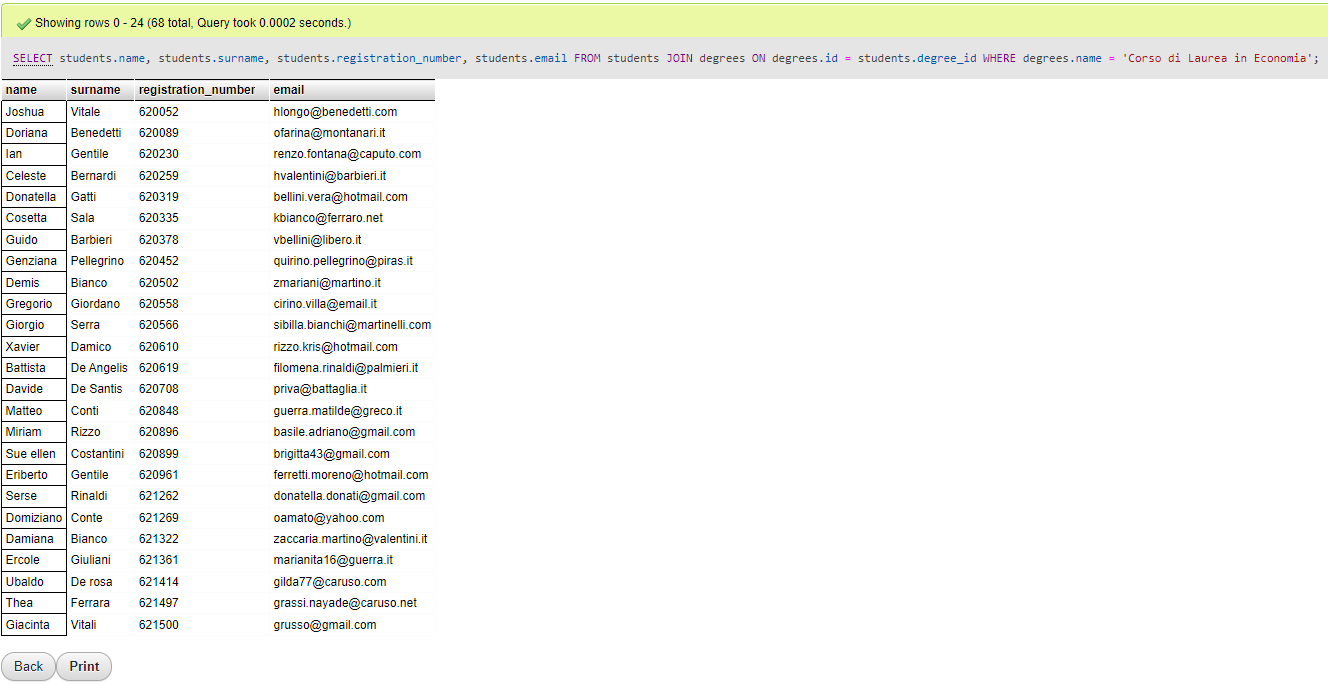 Showing rows 0 - 24 (68 total, Query took 0.0002 seconds.)
SELECT students.name, students.surname, students.registration_number, students.email FROM students JOIN degrees ON degrees.id = students.degree_id WHERE degrees.name = 'Corso di Laurea in Economia';
name surname registration_number email
Joshua Vitale 620052 hlongo@benedetti.com
Doriana Benedetti 620089 ofarina@montanari.it
Ian Gentile 620230 renzo.fontana@caputo.com
Celeste Bernardi 620259 hvalentini@barbieri.it
Donatella Gatti 620319 bellini.vera@hotmail.com
Cosetta Sala 620335 kbianco@ferraro.net
Guido Barbieri 620378 vbellini@libero.it
Genziana Pellegrino 620452 quirino.pellegrino@piras.it
Demis Bianco 620502 zmariani@martino.it
Gregorio Giordano 620558 cirino.villa@email.it
Giorgio Serra 620566 sibilla.bianchi@martinelli.com
Xavier Damico 620610 rizzo.kris@hotmail.com
Battista De Angelis 620619 filomena.rinaldi@palmieri.it
Davide De Santis 620708 priva@battaglia.it
Matteo Conti 620848 guerra.matilde@greco.it
Miriam Rizzo 620896 basile.adriano@gmail.com
Sue ellen Costantini 620899 brigitta43@gmail.com
Eriberto Gentile 620961 ferretti.moreno@hotmail.com
Serse Rinaldi 621262 donatella.donati@gmail.com
Domiziano Conte 621269 oamato@yahoo.com
Damiana Bianco 621322 zaccaria.martino@valentini.it
Ercole Giuliani 621361 marianita16@guerra.it
Ubaldo De rosa 621414 gilda77@caruso.com
Thea Ferrara 621497 grassi.nayade@caruso.net
Giacinta Vitali 621500 grusso@gmail.com
Back Print